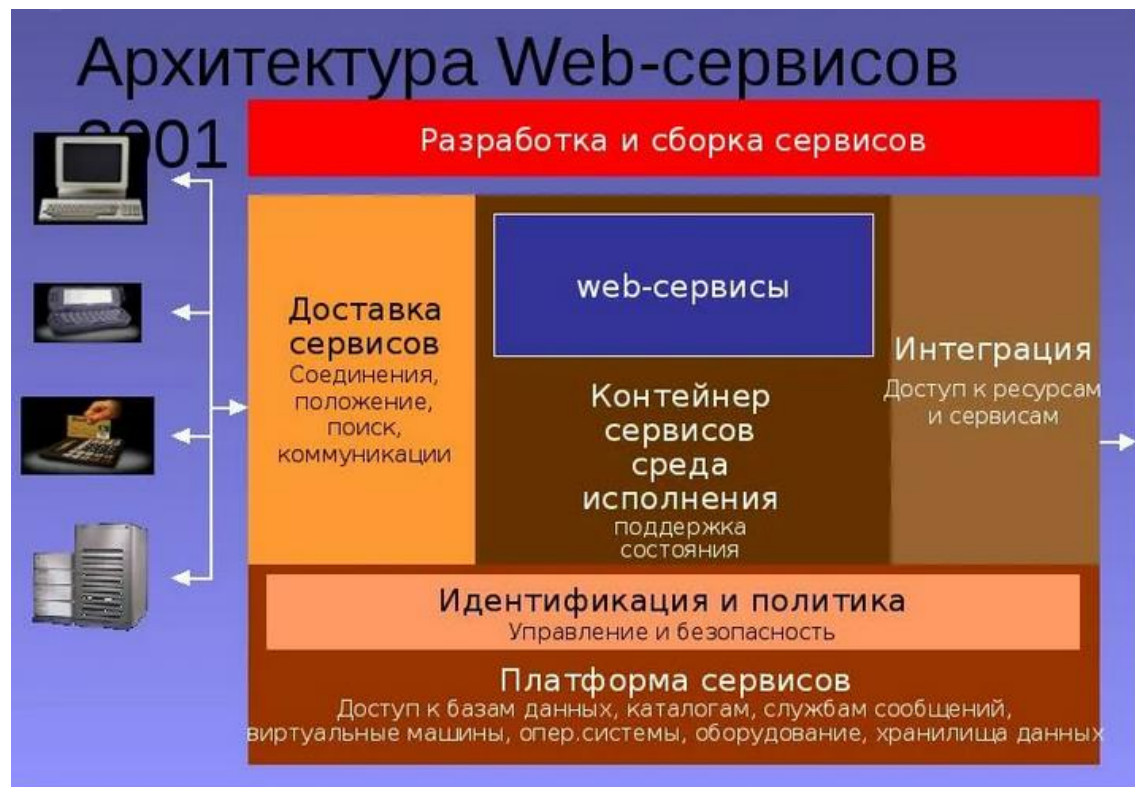 Архитектура Web-сервисов
2001
Разработка и сборка сервисов
web-сервисы
Доставка
сервисов
Соединения,
положение,
поиск,
коммуникации
Контейнер
сервисов
среда
исполнения
поддержка
состояния
Интеграция
Доступ к ресурсам
и сервисам
Идентификация и политика
Управление и безопасность
Платформа сервисов
Доступ к базам данных, каталогам, службам сообщений,
виртуальные машины, опер.системы, оборудование, хранилища данных